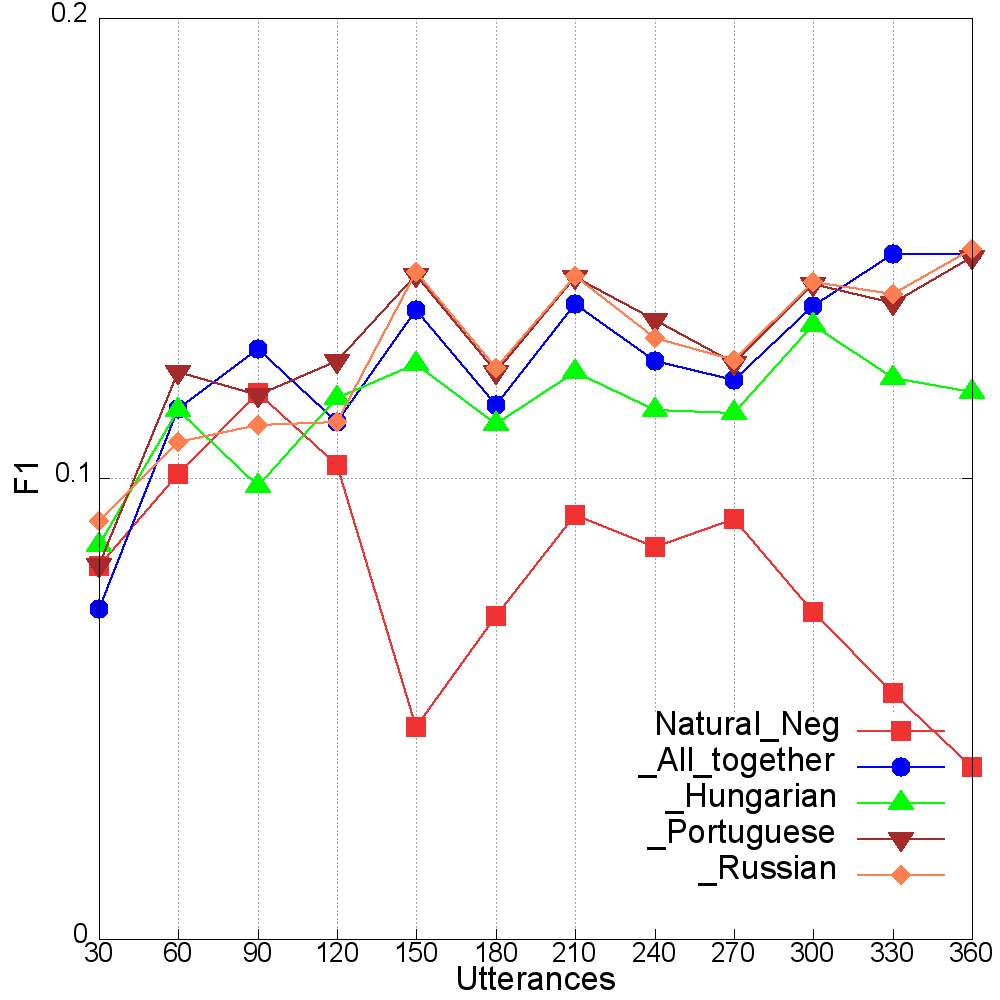 0.2
0.1
0
F1
30 60 90 120 150 180 210 240 270 300 330 360
Utterances
Natural_Neg
_All_together
_Hungarian
_Portuguese
_Russian